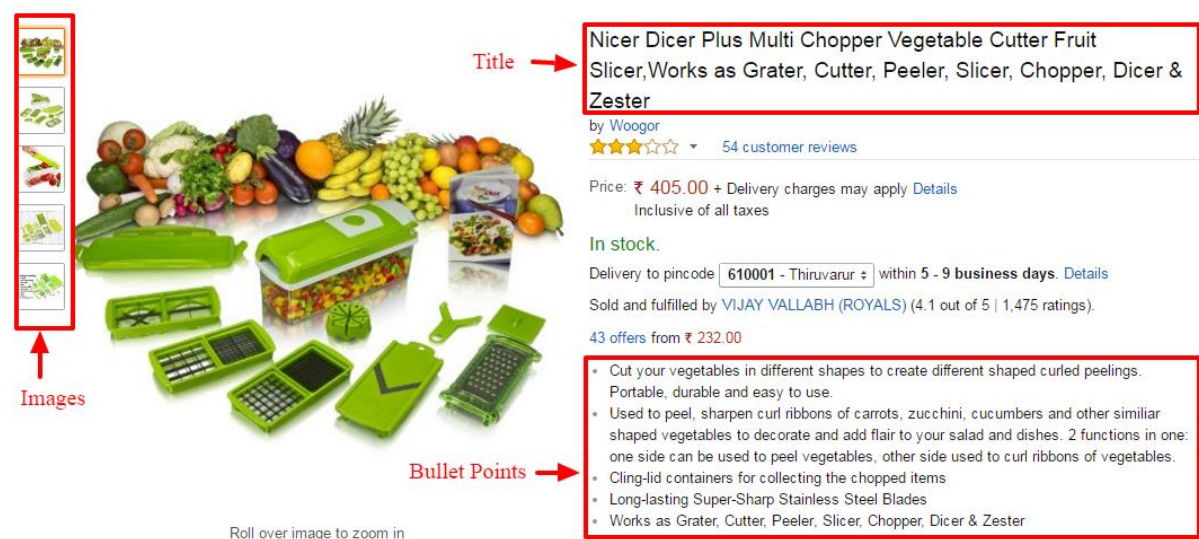 Title
Nicer Dicer Plus Multi Chopper Vegetable Cutter Fruit
Slicer,Works as Grater, Cutter, Peeler, Slicer, Chopper, Dicer &
Zester
by Woogor
54 customer reviews
Price: ₹ 405.00 + Delivery charges may apply Details
Inclusive of all taxes
In stock.
Delivery to pincode 610001 - Thiruvarur within 5 - 9 business days. Details
Sold and fulfilled by VIJAY VALLABH (ROYALS) (4.1 out of 5 | 1,475 ratings).
43 offers from ₹ 232.00
Images
Bullet Points
Cut your vegetables in different shapes to create different shaped curled peelings.
Portable, durable and easy to use.
Used to peel, sharpen curl ribbons of carrots, zucchini, cucumbers and other similiar
shaped vegetables to decorate and add flair to your salad and dishes. 2 functions in one:
one side can be used to peel vegetables, other side used to curl ribbons of vegetables.
Cling-lid containers for collecting the chopped items
Long-lasting Super-Sharp Stainless Steel Blades
Works as Grater, Cutter, Peeler, Slicer, Chopper, Dicer & Zester
Roll over image to zoom in